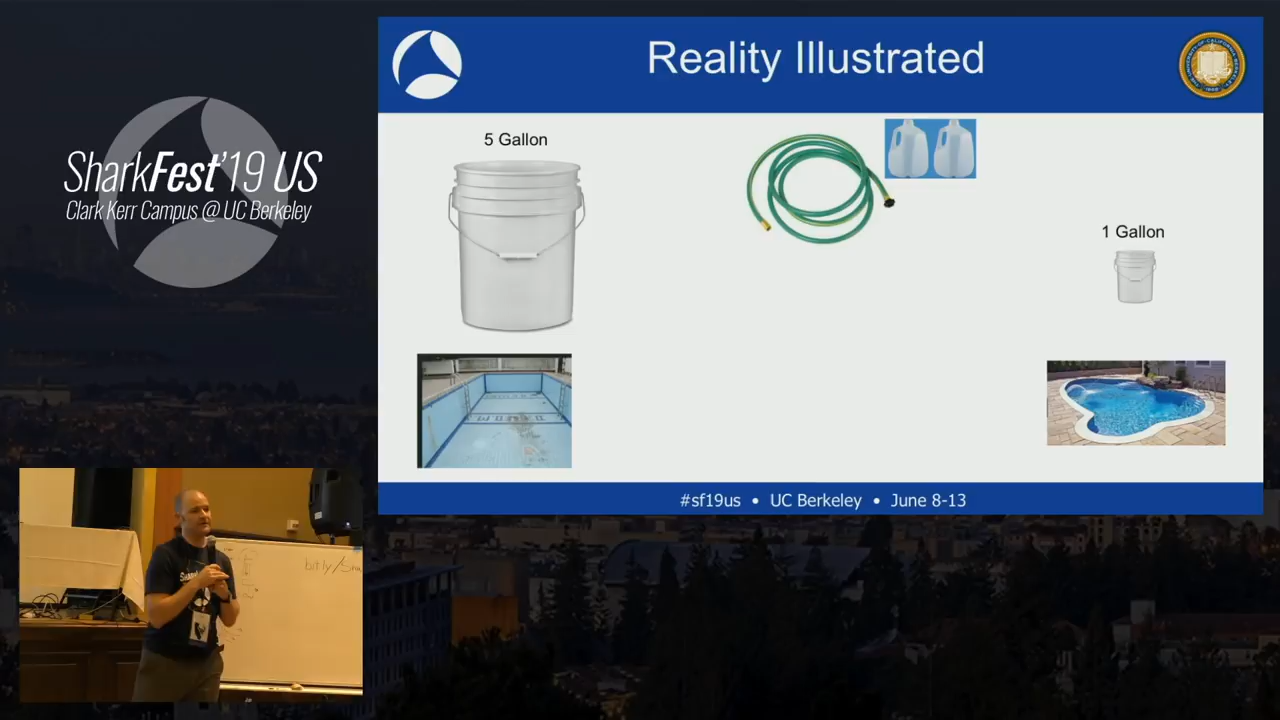 SharkFest'19 US
Clark Kerr Campus @ UC Berkeley
Reality Illustrated
5 Gallon
1 Gallon
#sf19us • UC Berkeley • June 8-13